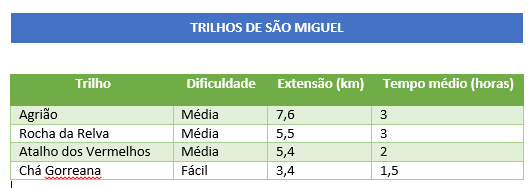 TRILHOS DE SÃO MIGUEL
Trilho Dificuldade Extensão (km) Tempo médio (horas)
Agrião Média 7,6 3
Rocha da Relva Média 5,5 3
Atalho dos Vermelhos Média 5,4 2
Chá Gorreana Fácil 3,4 1,5